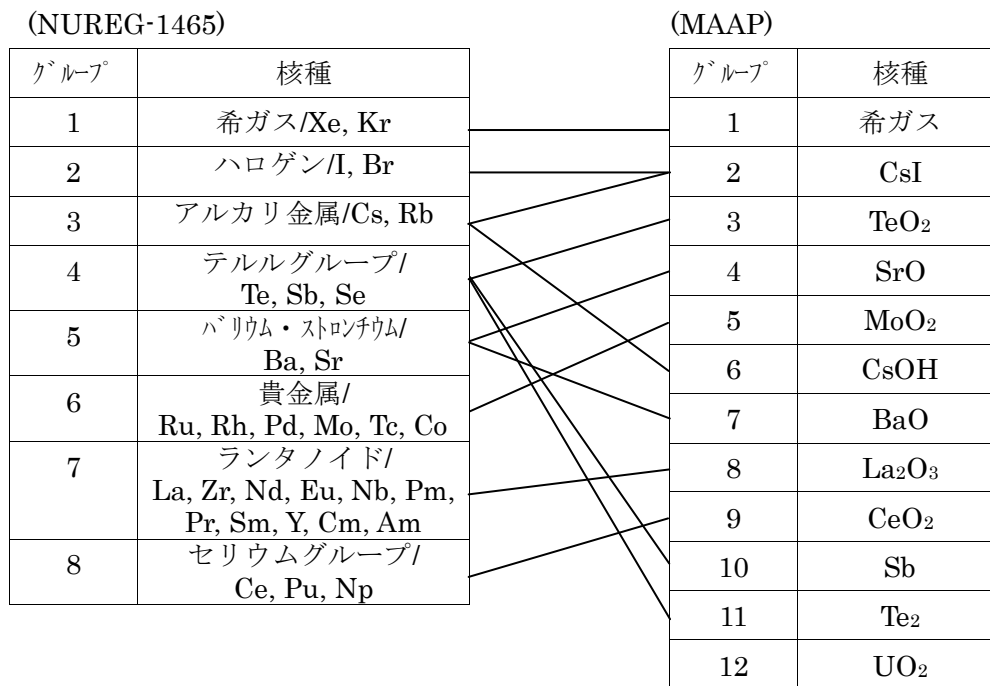 (NUREG-1465)
グループ 核種
1 希ガス/Xe, Kr
2 ハロゲン/I, Br
3 アルカリ金属/Cs, Rb
4 テルルグループ/
Te, Sb, Se
5 バリウム・ストロンチウム/
Ba, Sr
6 貴金属/
Ru, Rh, Pd, Mo, Tc, Co
7 ランタノイド/
La, Zr, Nd, Eu, Nb, Pm,
Pr, Sm, Y, Cm, Am
8 セリウムグループ/
Ce, Pu, Np
(MAAP)
グループ 核種
1 希ガス
2 CsI
3 TeO₂
4 SrO
5 MoO₂
6 CsOH
7 BaO
8 La₂O₃
9 CeO₂
10 Sb
11 Te₂
12 UO₂